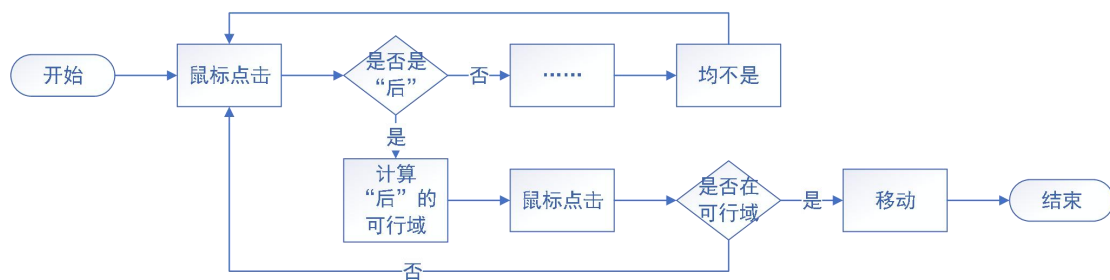 开始
鼠标点击
是否是
“后”
否
……
均不是
是
计算
“后”的
可行域
鼠标点击
是否在
可行域
是
移动
结束
否